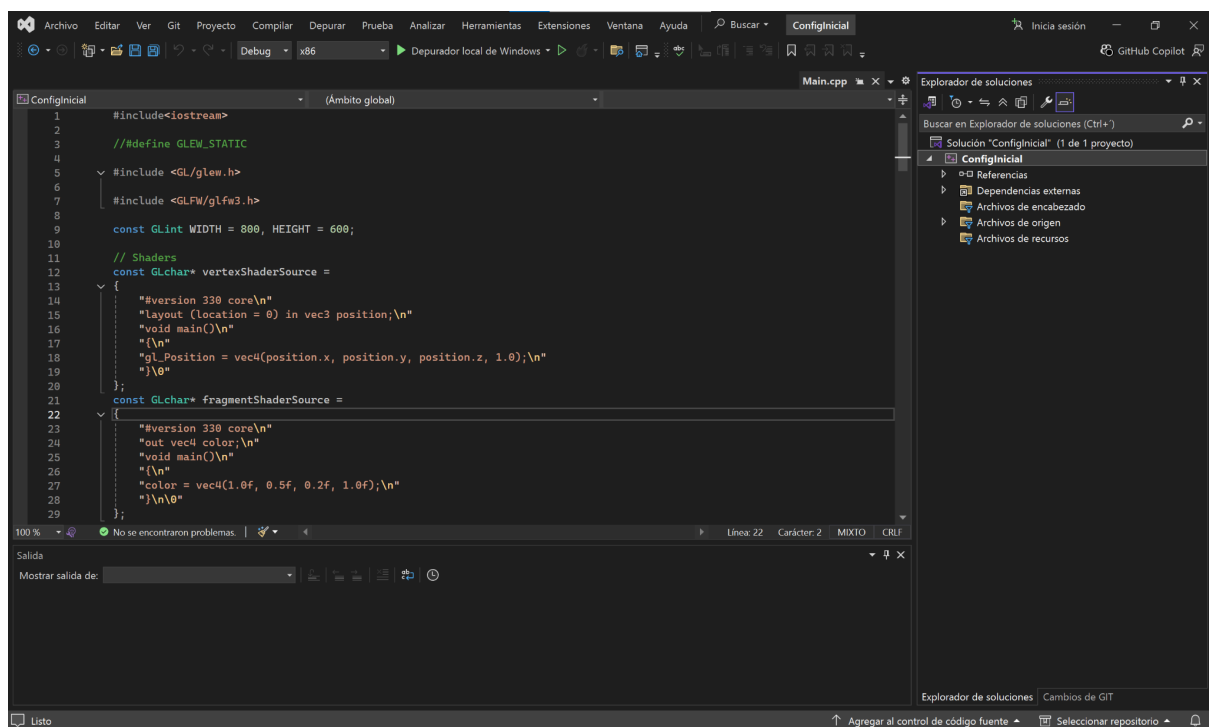 Archivo Editar Ver Git Proyecto Compilar Depurar Prueba Analizar Herramientas Extensiones Ventana Ayuda Buscar ConfigInicial Inicia sesión
Debug x86 Depurador local de Windows GitHub Copilot
Main.cpp
ConfigInicial (Ámbito global)
1 #include<iostream>
2
3 //#define GLEW_STATIC
4
5 #include <GL/glew.h>
6
7 #include <GLFW/glfw3.h>
8
9 const GLint WIDTH = 800, HEIGHT = 600;
10
11 // Shaders
12 const GLchar* vertexShaderSource =
13 {
14 "#version 330 core\n"
15 "layout (location = 0) in vec3 position;\n"
16 "void main()\n"
17 "{\n"
18 "gl_Position = vec4(position.x, position.y, position.z, 1.0);\n"
19 "}\0"
20 };
21 const GLchar* fragmentShaderSource =
22 {
23 "#version 330 core\n"
24 "out vec4 color;\n"
25 "void main()\n"
26 "{\n"
27 "color = vec4(1.0f, 0.5f, 0.2f, 1.0f);\n"
28 "}\n\0"
29 };
100 % No se encontraron problemas. Línea: 22 Carácter: 2 MIXTO CRLF
Salida
Mostrar salida de:
Explorador de soluciones
Buscar en Explorador de soluciones (Ctrl+´)
Solución "ConfigInicial" (1 de 1 proyecto)
ConfigInicial
Referencias
Dependencias externas
Archivos de encabezado
Archivos de origen
Archivos de recursos
Explorador de soluciones Cambios de GIT
Listo Agregar al control de código fuente Seleccionar repositorio